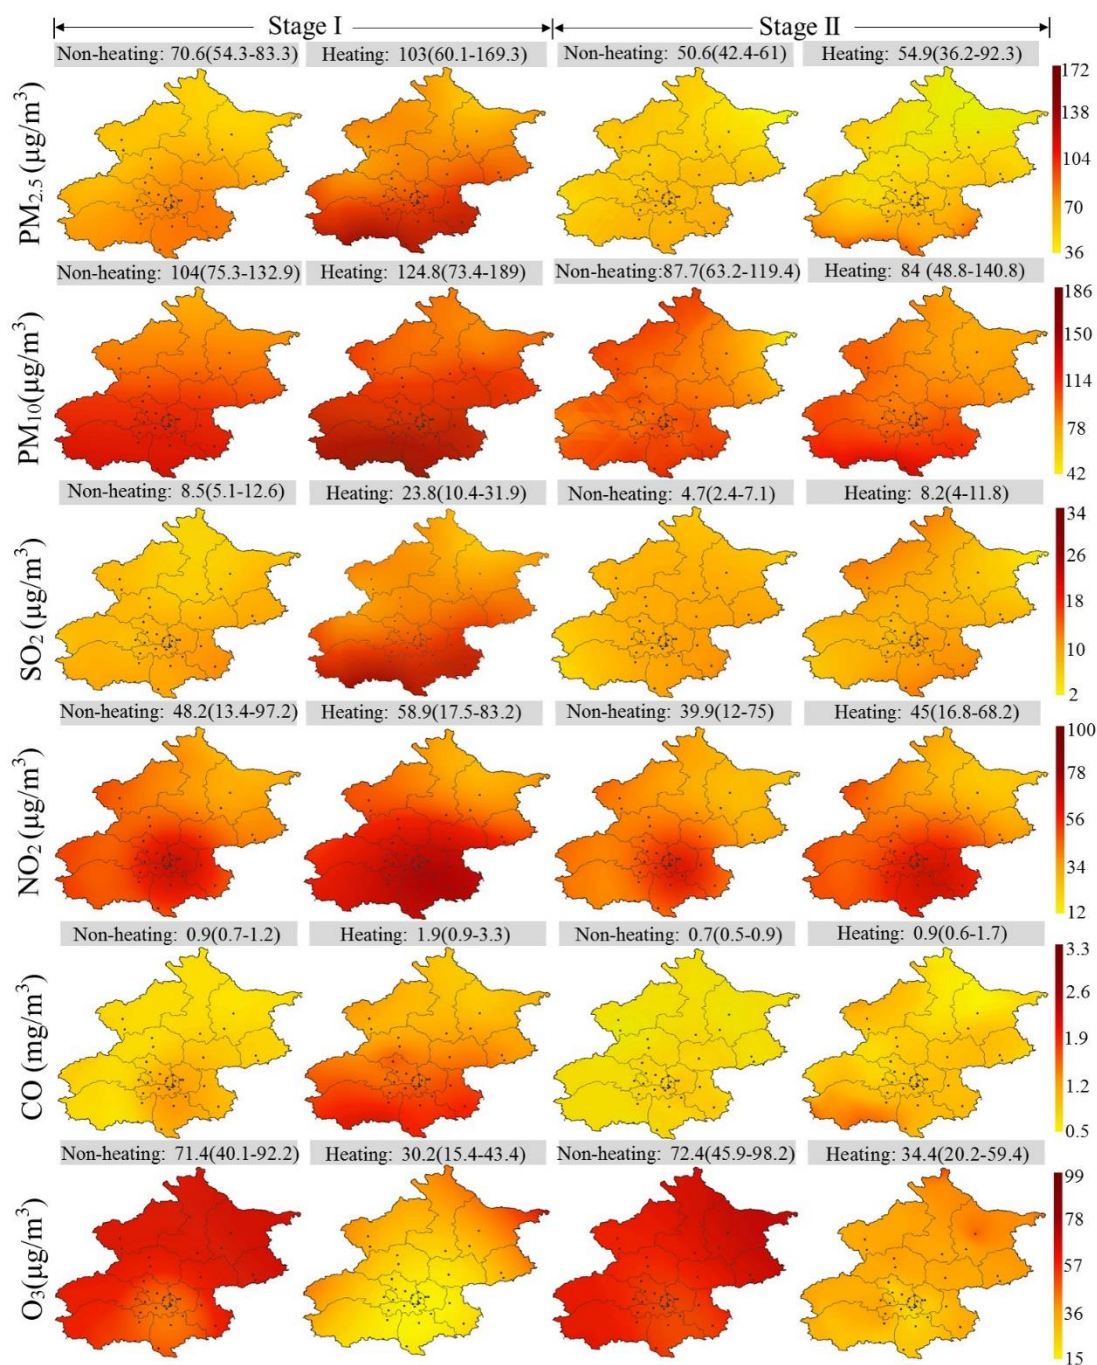 Stage I Stage II
Non-heating: 70.6(54.3-83.3) Heating: 103(60.1-169.3) Non-heating: 50.6(42.4-61) Heating: 54.9(36.2-92.3)
PM2.5 (μg/m³)
172
138
104
70
36
Non-heating: 104(75.3-132.9) Heating: 124.8(73.4-189) Non-heating:87.7(63.2-119.4) Heating: 84 (48.8-140.8)
PM10(μg/m³)
186
150
114
78
42
Non-heating: 8.5(5.1-12.6) Heating: 23.8(10.4-31.9) Non-heating: 4.7(2.4-7.1) Heating: 8.2(4-11.8)
SO2 (μg/m³)
34
26
18
10
2
Non-heating: 48.2(13.4-97.2) Heating: 58.9(17.5-83.2) Non-heating: 39.9(12-75) Heating: 45(16.8-68.2)
NO2 (μg/m³)
100
78
56
34
12
Non-heating: 0.9(0.7-1.2) Heating: 1.9(0.9-3.3) Non-heating: 0.7(0.5-0.9) Heating: 0.9(0.6-1.7)
CO (mg/m³)
3.3
2.6
1.9
1.2
0.5
Non-heating: 71.4(40.1-92.2) Heating: 30.2(15.4-43.4) Non-heating: 72.4(45.9-98.2) Heating: 34.4(20.2-59.4)
O3(μg/m³)
99
78
57
36
15